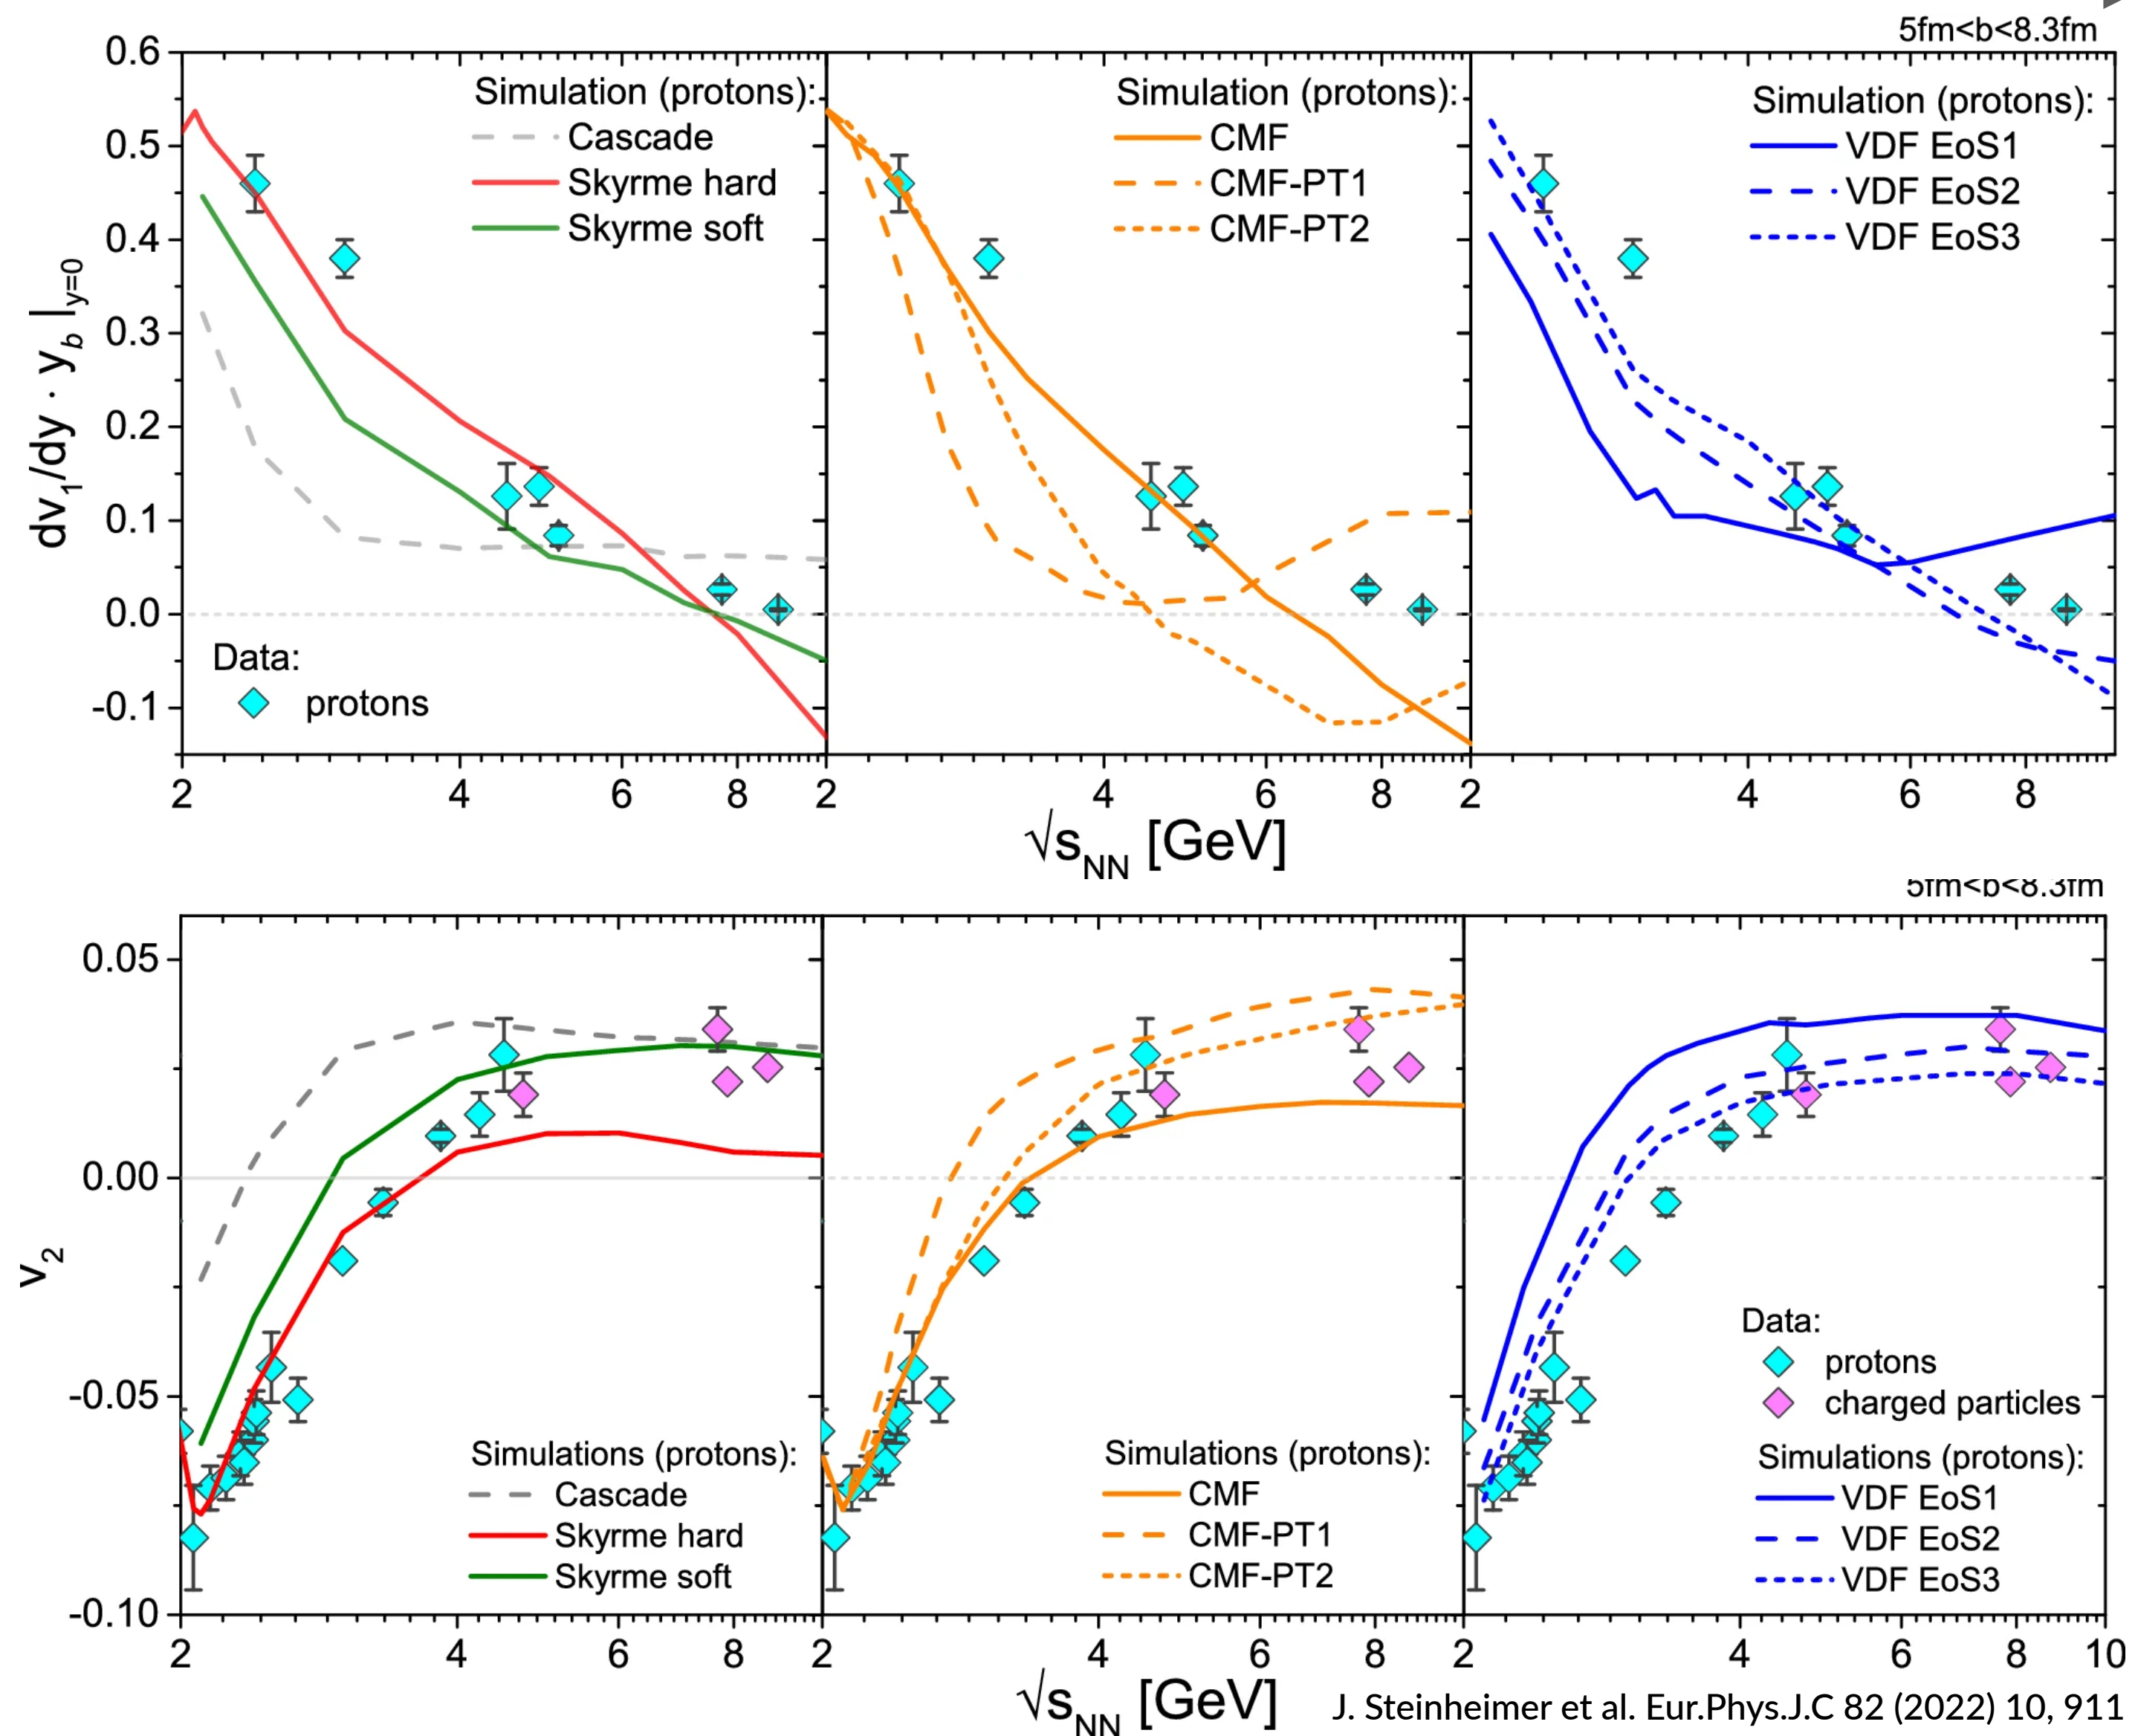 5fm<b<8.3fm
0.6
0.5
0.4
0.3
0.2
0.1
0.0
-0.1
dv1/dy · yb |y=0
Simulation (protons):
Cascade
Skyrme hard
Skyrme soft
Data:
protons
Simulation (protons):
CMF
CMF-PT1
CMF-PT2
Simulation (protons):
VDF EoS1
VDF EoS2
VDF EoS3
2 4 6 8 2 4 6 8 2 4 6 8
√sNN [GeV]
5fm<b<8.3fm
0.05
0.00
-0.05
-0.10
v2
Simulations (protons):
Cascade
Skyrme hard
Skyrme soft
Simulations (protons):
CMF
CMF-PT1
CMF-PT2
Data:
protons
charged particles
Simulations (protons):
VDF EoS1
VDF EoS2
VDF EoS3
2 4 6 8 2 4 6 8 2 4 6 8 10
√sNN [GeV]
J. Steinheimer et al. Eur.Phys.J.C 82 (2022) 10, 911